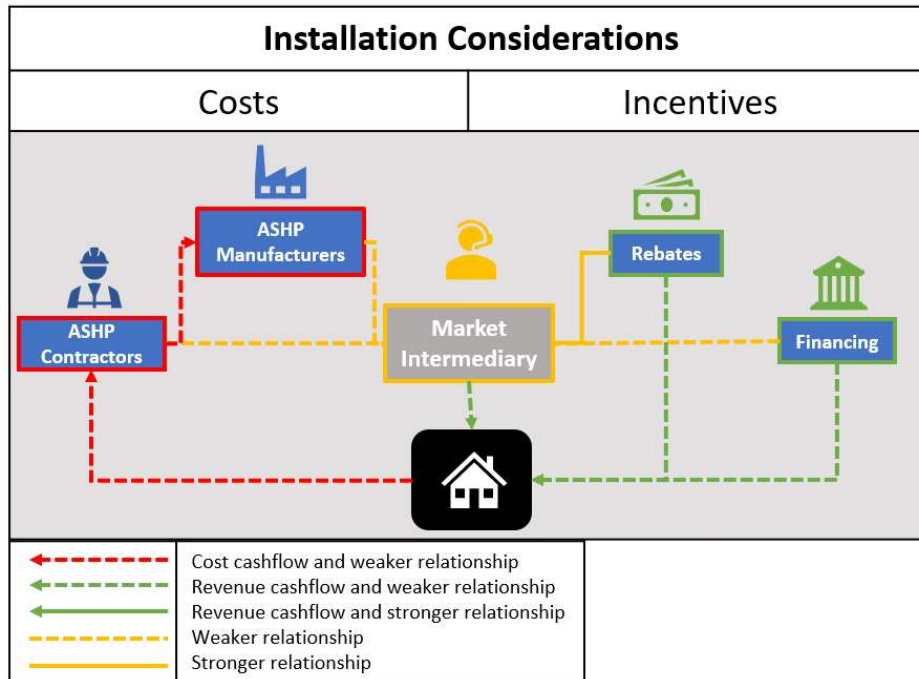 Installation Considerations
Costs
Incentives
ASHP
Manufacturers
Rebates
ASHP
Contractors
Market
Intermediary
Financing
Cost cashflow and weaker relationship
Revenue cashflow and weaker relationship
Revenue cashflow and stronger relationship
Weaker relationship
Stronger relationship